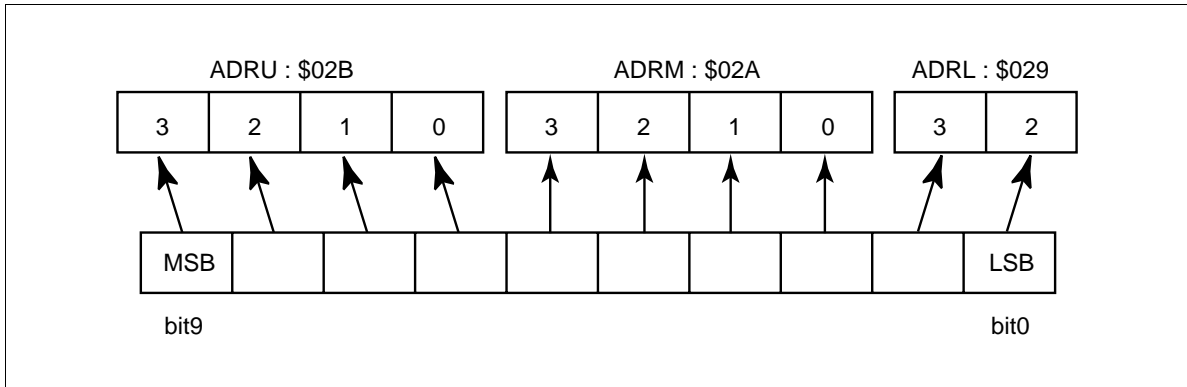 ADRU : $02B ADRM : $02A ADRL : $029
3 2 1 0 3 2 1 0 3 2
MSB LSB
bit9 bit0